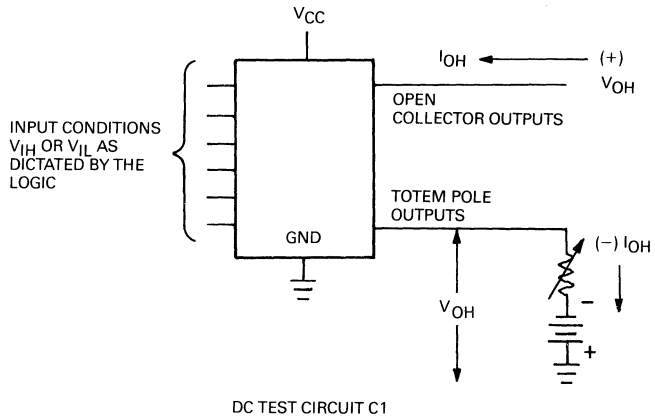 VCC
IOH
(+)
VOH
OPEN
COLLECTOR OUTPUTS
INPUT CONDITIONS
VIH OR VIL AS
DICTATED BY THE
LOGIC
TOTEM POLE
OUTPUTS
GND
(–) IOH
VOH
–
+
DC TEST CIRCUIT C1